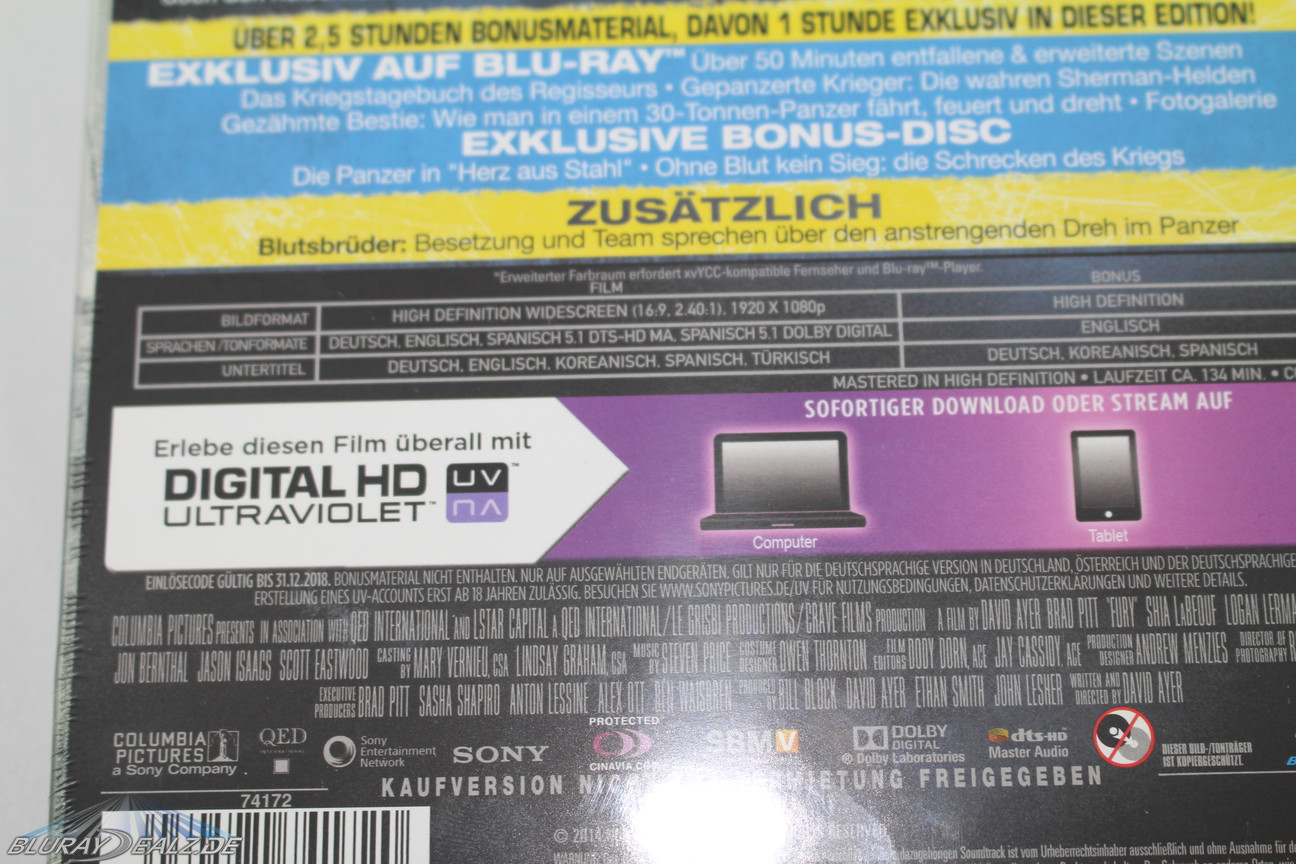 ÜBER 2,5 STUNDEN BONUSMATERIAL, DAVON 1 STUNDE EXKLUSIV IN DIESER EDITION!
EXKLUSIV AUF BLU-RAY™ Über 50 Minuten entfallene & erweiterte Szenen
Das Kriegstagebuch des Regisseurs • Gepanzerte Krieger: Die wahren Sherman-Helden
Gezähmte Bestie: Wie man in einem 30-Tonnen-Panzer fährt, feuert und dreht • Fotogalerie
EXKLUSIVE BONUS-DISC
Die Panzer in "Herz aus Stahl" • Ohne Blut kein Sieg: die Schrecken des Kriegs
ZUSÄTZLICH
Blutsbrüder: Besetzung und Team sprechen über den anstrengenden Dreh im Panzer
*Erweiterter Farbraum erfordert xvYCC-kompatible Fernseher und Blu-ray™-Player.
FILM BONUS
BILDFORMAT HIGH DEFINITION WIDESCREEN (16:9, 2.40:1), 1920 X 1080p HIGH DEFINITION
SPRACHEN/TONFORMATE DEUTSCH, ENGLISCH, SPANISCH 5.1 DTS-HD MA, SPANISCH 5.1 DOLBY DIGITAL ENGLISCH
UNTERTITEL DEUTSCH, ENGLISCH, KOREANISCH, SPANISCH, TÜRKISCH DEUTSCH, KOREANISCH, SPANISCH
MASTERED IN HIGH DEFINITION • LAUFZEIT CA. 134 MIN. •
SOFORTIGER DOWNLOAD ODER STREAM AUF
Erlebe diesen Film überall mit
DIGITAL HD
ULTRAVIOLET™
UV™
Computer
Tablet
EINLÖSECODE GÜLTIG BIS 31.12.2018. BONUSMATERIAL NICHT ENTHALTEN. NUR AUF AUSGEWÄHLTEN ENDGERÄTEN. GILT NUR FÜR DIE DEUTSCHSPRACHIGE VERSION IN DEUTSCHLAND, ÖSTERREICH UND DER DEUTSCHSPRACHIGE
ERSTELLUNG EINES UV-ACCOUNTS ERST AB 18 JAHREN ZULÄSSIG. BESUCHEN SIE WWW.SONYPICTURES.DE/UV FÜR NUTZUNGSBEDINGUNGEN, DATENSCHUTZERKLÄRUNGEN UND WEITERE DETAILS.
COLUMBIA PICTURES PRESENTS IN ASSOCIATION WITH QED INTERNATIONAL AND LSTAR CAPITAL A QED INTERNATIONAL/LE GRISBI PRODUCTIONS/CRAVE FILMS PRODUCTION A FILM BY DAVID AYER BRAD PITT "FURY" SHIA LaBEOUF LOGAN LERMA
JON BERNTHAL JASON ISAACS SCOTT EASTWOOD CASTING BY MARY VERNIEU, CSA LINDSAY GRAHAM, CSA MUSIC BY STEVEN PRICE COSTUME DESIGNER OWEN THORNTON FILM EDITORS DODY DORN, ACE JAY CASSIDY, ACE PRODUCTION DESIGNER ANDREW MENZIES DIRECTOR OF PHOTOGRAPHY
EXECUTIVE PRODUCERS BRAD PITT SASHA SHAPIRO ANTON LESSINE ALEX OTT BEN WAISBREN PRODUCED BY BILL BLOCK DAVID AYER ETHAN SMITH JOHN LESHER WRITTEN AND DIRECTED BY DAVID AYER
COLUMBIA PICTURES
a Sony Company
QED INTERNATIONAL
Sony Entertainment Network
SONY
PROTECTED
CINAVIA
SBMV
DOLBY DIGITAL
® Dolby Laboratories
dts-HD
Master Audio
DIESER BILD-/TONTRÄGER
IST KOPIERGESCHÜTZT.
KAUFVERSION FREIGEGEBEN
74172
© 2014 RESERVED.
Soundtrack ist vom Urheberrechtsinhaber ausschließlich und ohne Ausnahme für
BLURAYDEALZ.DE